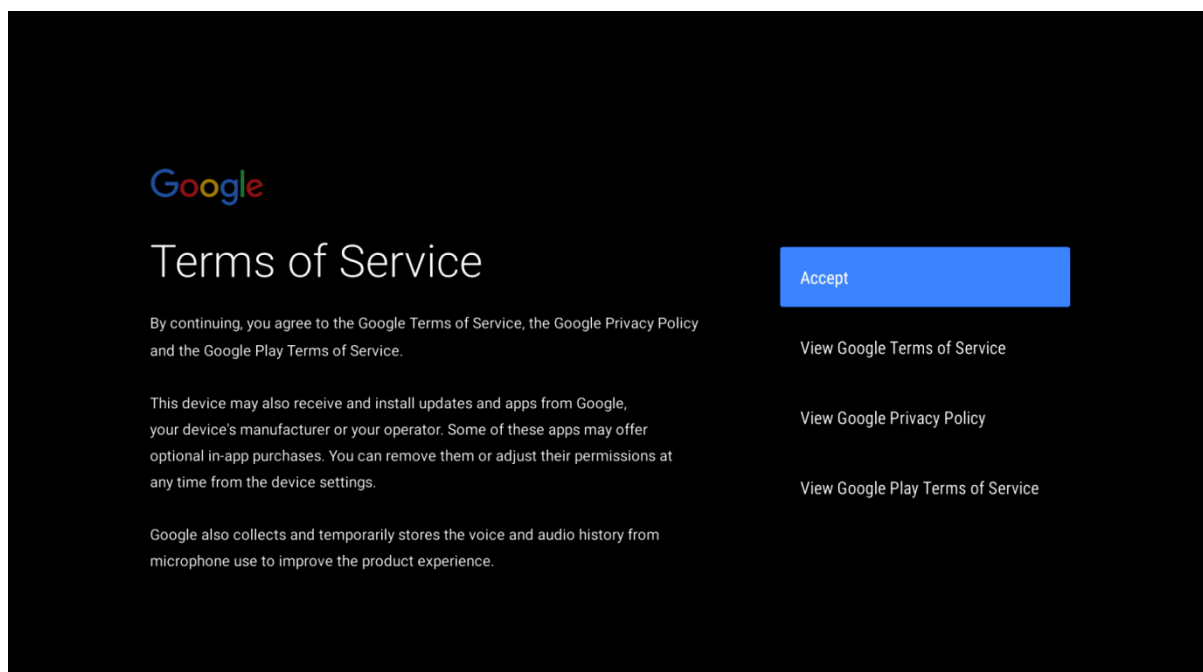 Google
Terms of Service
By continuing, you agree to the Google Terms of Service, the Google Privacy Policy
and the Google Play Terms of Service.
This device may also receive and install updates and apps from Google,
your device's manufacturer or your operator. Some of these apps may offer
optional in-app purchases. You can remove them or adjust their permissions at
any time from the device settings.
Google also collects and temporarily stores the voice and audio history from
microphone use to improve the product experience.
Accept
View Google Terms of Service
View Google Privacy Policy
View Google Play Terms of Service